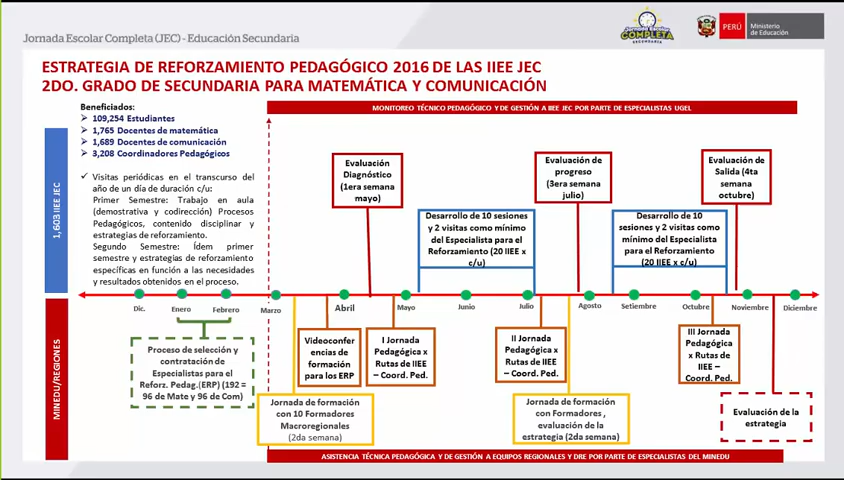 Jornada Escolar Completa (JEC) - Educación Secundaria
Jornada Escolar
COMPLETA
SECUNDARIA
PERÚ
Ministerio
de Educación
ESTRATEGIA DE REFORZAMIENTO PEDAGÓGICO 2016 DE LAS IIEE JEC
2DO. GRADO DE SECUNDARIA PARA MATEMÁTICA Y COMUNICACIÓN
Beneficiados:
109,254 Estudiantes
1,765 Docentes de matemática
1,689 Docentes de comunicación
3,208 Coordinadores Pedagógicos
Visitas periódicas en el transcurso del
año de un día de duración c/u:
Primer Semestre: Trabajo en aula
(demostrativa y codirección) Procesos
Pedagógicos, contenido disciplinar y
estrategias de reforzamiento.
Segundo Semestre: Ídem primer
semestre y estrategias de reforzamiento
específicas en función a las necesidades
y resultados obtenidos en el proceso.
1,603 IIEE JEC
MINEDU/REGIONES
MONITOREO TÉCNICO PEDAGÓGICO Y DE GESTIÓN A IIEE JEC POR PARTE DE ESPECIALISTAS UGEL
Evaluación
Diagnóstico
(1era semana
mayo)
Desarrollo de 10 sesiones
y 2 visitas como mínimo
del Especialista para el
Reforzamiento (20 IIEE x
c/u)
Evaluación de
progreso
(3era semana
julio)
Desarrollo de 10
sesiones y 2 visitas como
mínimo del Especialista
para el Reforzamiento
(20 IIEE x c/u)
Evaluación de
Salida (4ta
semana
octubre)
Dic.
Enero
Febrero
Marzo
Abril
Mayo
Junio
Julio
Agosto
Setiembre
Octubre
Noviembre
Diciembre
Proceso de selección y
contratación de
Especialistas para el
Reforz. Pedag.(ERP) (192 =
96 de Mate y 96 de Com)
Videoconfer
encias de
formación
para los ERP
I Jornada
Pedagógica x
Rutas de IIEE
– Coord. Ped.
II Jornada
Pedagógica x
Rutas de IIEE
– Coord. Ped.
III Jornada
Pedagógica
x Rutas de
IIEE –
Coord. Ped.
Jornada de formación
con 10 Formadores
Macroregionales
(2da semana)
Jornada de formación
con Formadores ,
evaluación de la
estrategia (2da semana)
Evaluación de la
estrategia
ASISTENCIA TÉCNICA PEDAGÓGICA Y DE GESTIÓN A EQUIPOS REGIONALES Y DRE POR PARTE DE ESPECIALISTAS DEL MINEDU